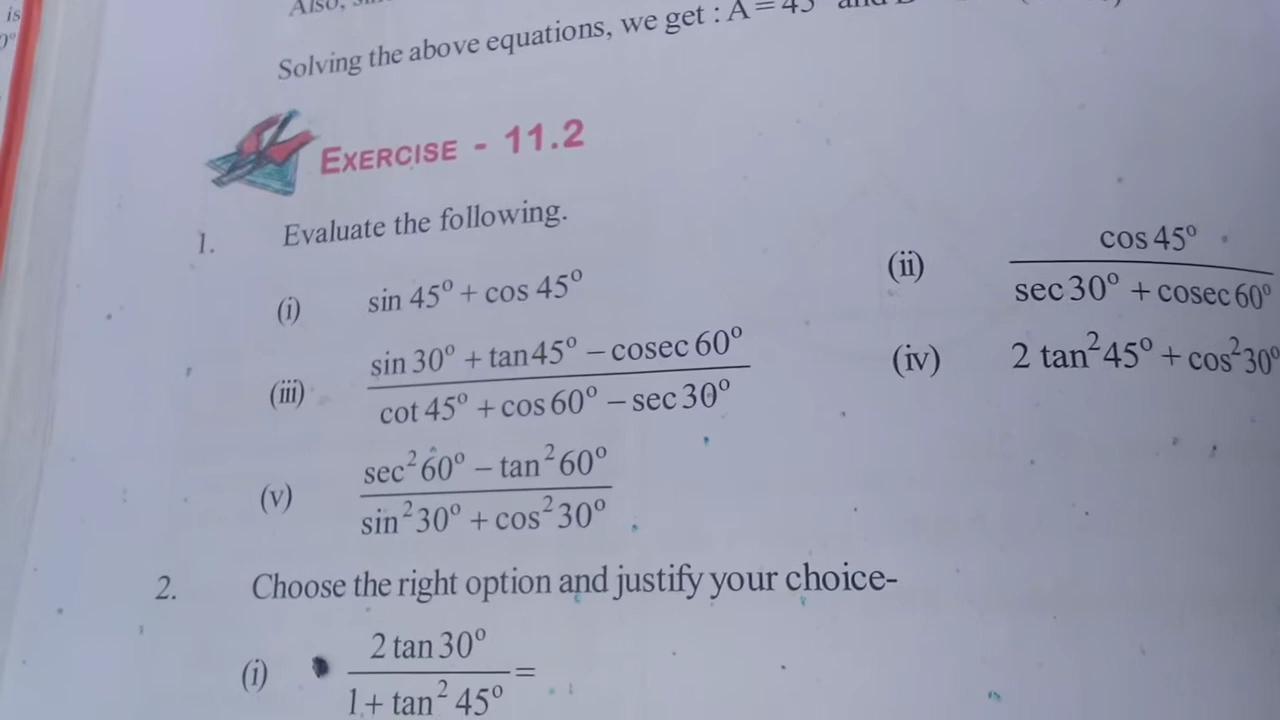 is
Solving the above equations, we get : A = 45
EXERCISE - 11.2
1. Evaluate the following.
(i) sin 45° + cos 45° (ii) cos 45° / sec 30° + cosec 60°
(iii) sin 30° + tan 45° – cosec 60° / cot 45° + cos 60° – sec 30° (iv) 2 tan²45° + cos²30°
(v) sec²60° – tan²60° / sin²30° + cos²30°
2. Choose the right option and justify your choice-
(i) 2 tan 30° / 1 + tan² 45° =